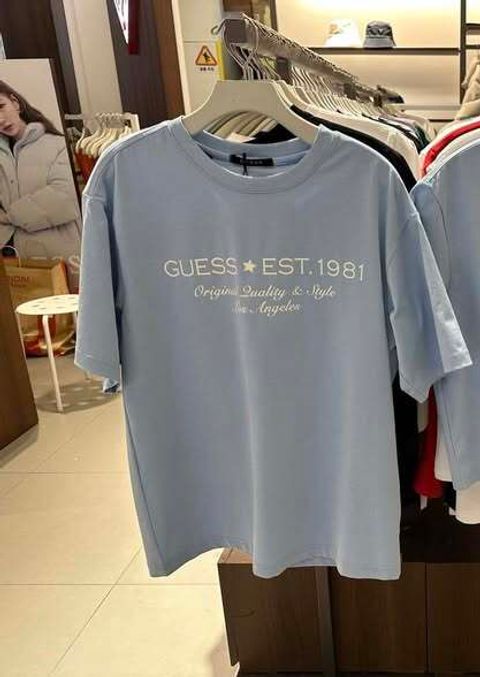 GUESS ★ EST. 1981
Original Quality & Style
Los Angeles